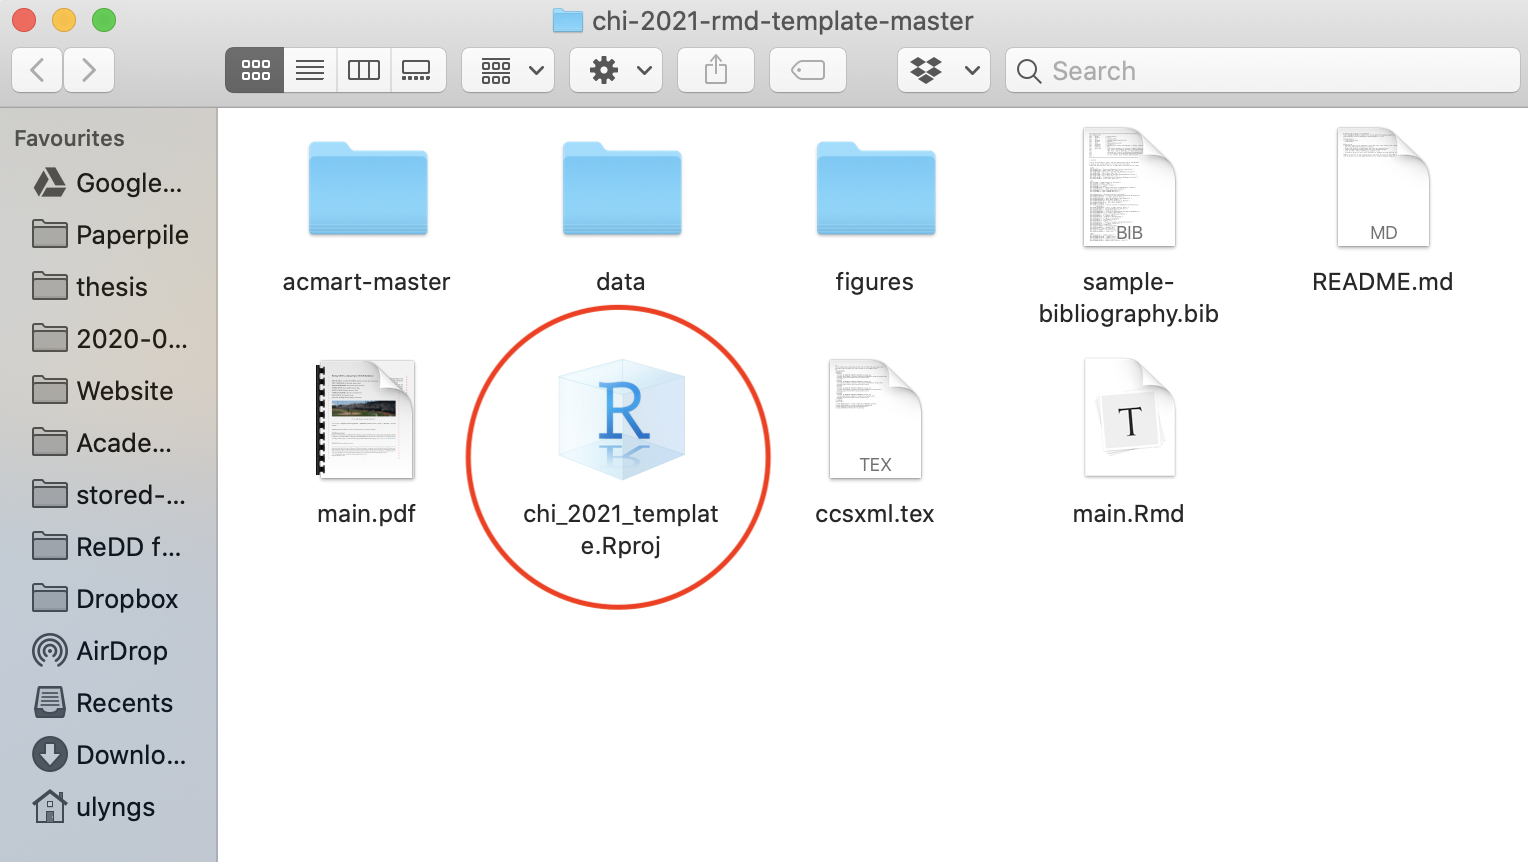 chi-2021-rmd-template-master
Search
Favourites
Google...
Paperpile
thesis
2020-0...
Website
Acade...
stored-...
ReDD f...
Dropbox
AirDrop
Recents
Downlo...
ulyngs
acmart-master
data
figures
BIB
sample-
bibliography.bib
MD
README.md
main.pdf
R
chi_2021_templat
e.Rproj
TEX
ccsxml.tex
T
main.Rmd